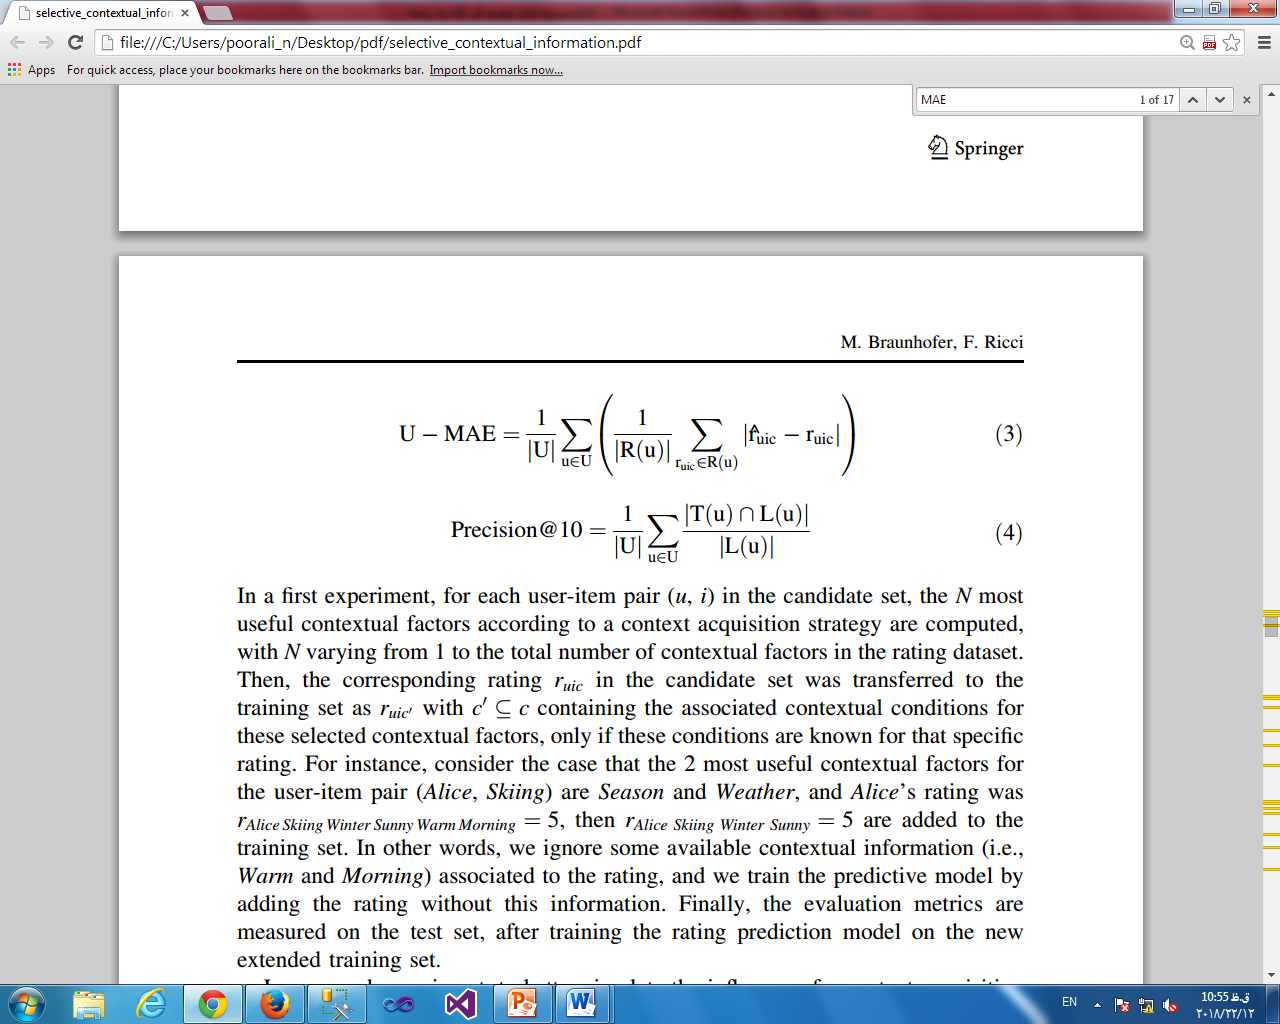 selective_contextual_infor
file:///C:/Users/poorali_n/Desktop/pdf/selective_contextual_information.pdf
Apps For quick access, place your bookmarks here on the bookmarks bar. Import bookmarks now...
MAE 1 of 17
Springer
M. Braunhofer, F. Ricci
U − MAE = 1/|U| ∑u∈U ( 1/|R(u)| ∑ruic∈R(u) |r̂uic − ruic| ) (3)
Precision@10 = 1/|U| ∑u∈U |T(u) ∩ L(u)|/|L(u)| (4)
In a first experiment, for each user-item pair (u, i) in the candidate set, the N most
useful contextual factors according to a context acquisition strategy are computed,
with N varying from 1 to the total number of contextual factors in the rating dataset.
Then, the corresponding rating ruic in the candidate set was transferred to the
training set as ruic′ with c′ ⊆ c containing the associated contextual conditions for
these selected contextual factors, only if these conditions are known for that specific
rating. For instance, consider the case that the 2 most useful contextual factors for
the user-item pair (Alice, Skiing) are Season and Weather, and Alice's rating was
rAlice Skiing Winter Sunny Warm Morning = 5, then rAlice Skiing Winter Sunny = 5 are added to the
training set. In other words, we ignore some available contextual information (i.e.,
Warm and Morning) associated to the rating, and we train the predictive model by
adding the rating without this information. Finally, the evaluation metrics are
measured on the test set, after training the rating prediction model on the new
extended training set.
EN
10:55 ق.ظ
٢٠١٨/٢٢/١٢